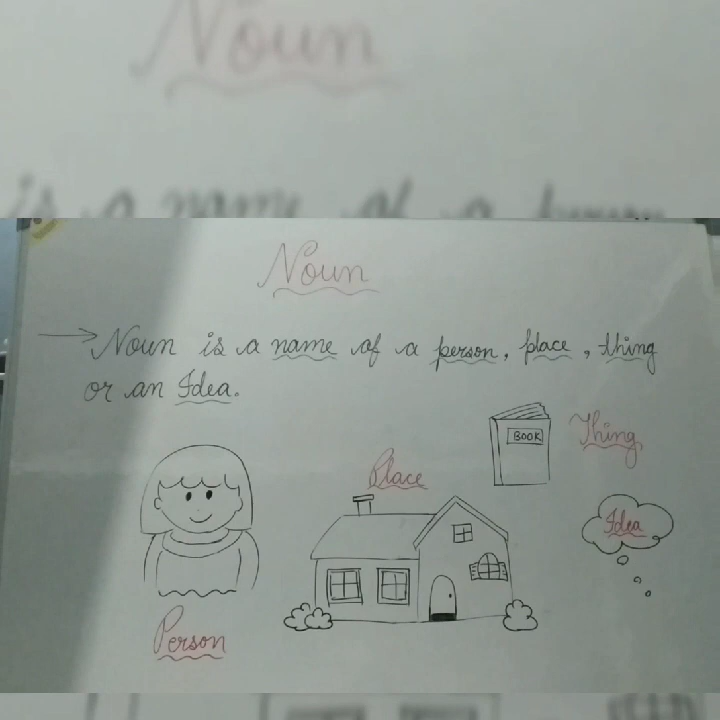 Noun
→ Noun is a name of a person, place, thing
or an Idea.
BOOK
Thing
Place
Idea
Person